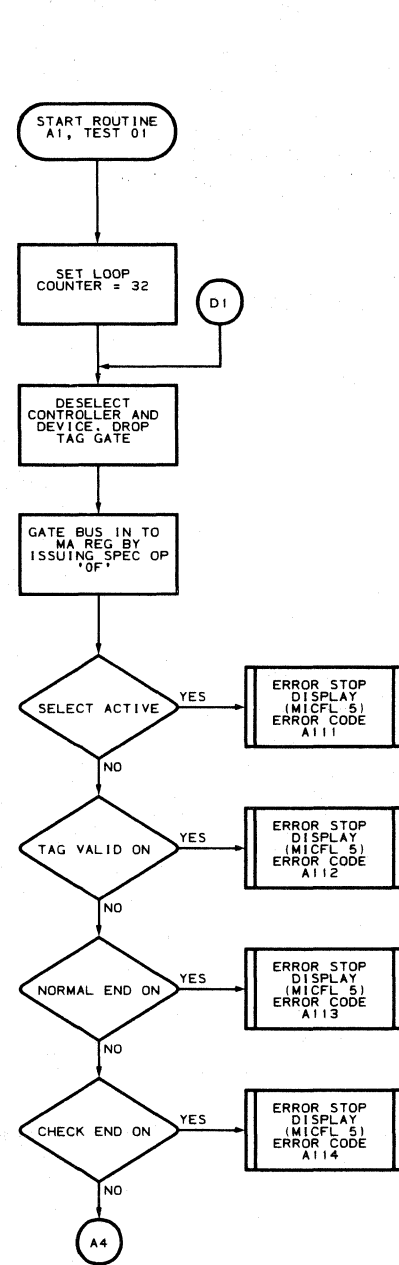 START ROUTINE
A1, TEST 01
SET LOOP
COUNTER = 32
D1
DESELECT
CONTROLLER AND
DEVICE. DROP
TAG GATE
GATE BUS IN TO
MA REG BY
ISSUING SPEC OP
'0F'
SELECT ACTIVE
YES
ERROR STOP
DISPLAY
(MICFL 5)
ERROR CODE
A111
NO
TAG VALID ON
YES
ERROR STOP
DISPLAY
(MICFL 5)
ERROR CODE
A112
NO
NORMAL END ON
YES
ERROR STOP
DISPLAY
(MICFL 5)
ERROR CODE
A113
NO
CHECK END ON
YES
ERROR STOP
DISPLAY
(MICFL 5)
ERROR CODE
A114
NO
A4